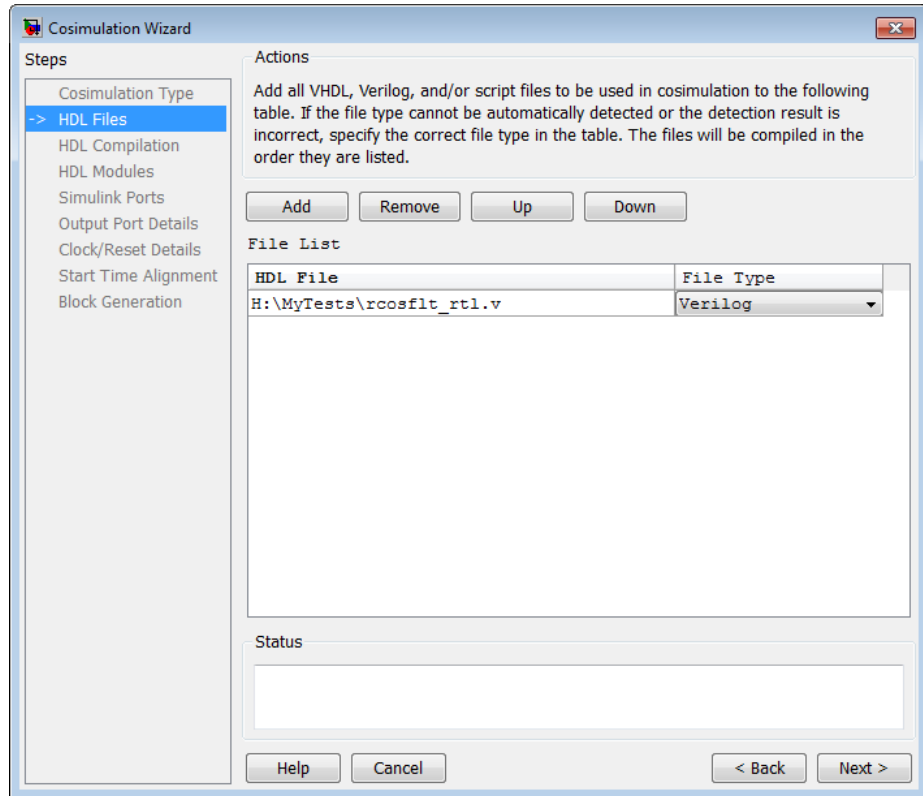 Cosimulation Wizard
Steps
Cosimulation Type
-> HDL Files
HDL Compilation
HDL Modules
Simulink Ports
Output Port Details
Clock/Reset Details
Start Time Alignment
Block Generation
Actions
Add all VHDL, Verilog, and/or script files to be used in cosimulation to the following
table. If the file type cannot be automatically detected or the detection result is
incorrect, specify the correct file type in the table. The files will be compiled in the
order they are listed.
Add Remove Up Down
File List
HDL File File Type
H:\MyTests\rcosflt_rtl.v Verilog
Status
Help Cancel < Back Next >